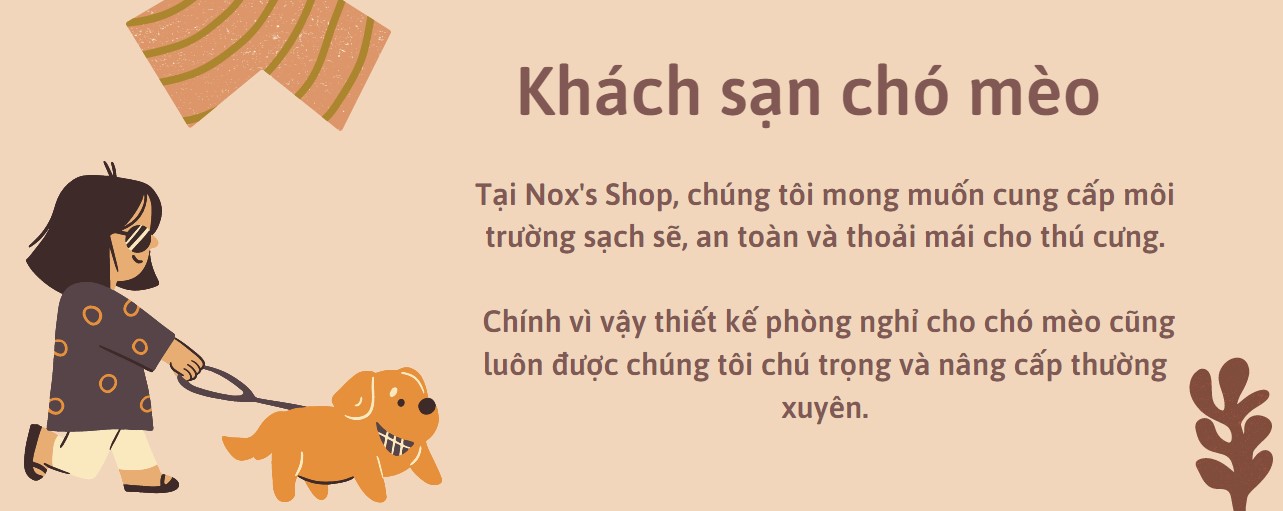 Khách sạn chó mèo
Tại Nox's Shop, chúng tôi mong muốn cung cấp môi
trường sạch sẽ, an toàn và thoải mái cho thú cưng.
Chính vì vậy thiết kế phòng nghỉ cho chó mèo cũng
luôn được chúng tôi chú trọng và nâng cấp thường
xuyên.